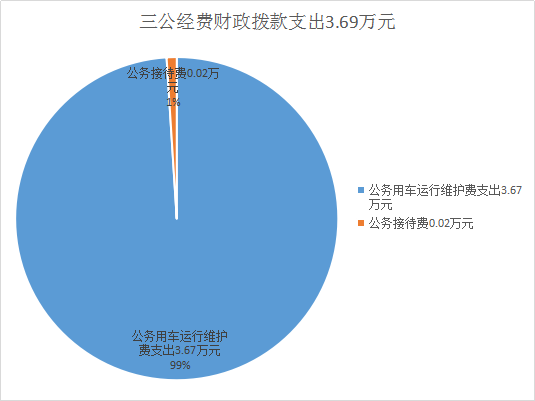 三公经费财政拨款支出3.69万元
公务接待费0.02万
元
1%
公务用车运行维护费支出3.67
万元
公务接待费0.02万元
公务用车运行维护
费支出3.67万元
99%